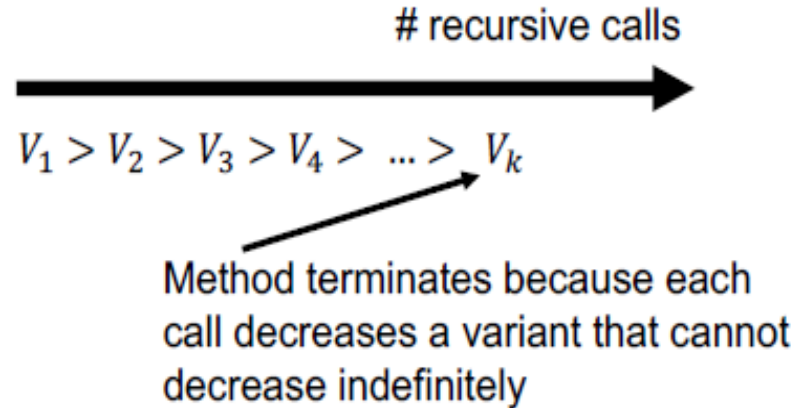 # recursive calls
V₁ > V₂ > V₃ > V₄ > ... > Vₖ
Method terminates because each
call decreases a variant that cannot
decrease indefinitely